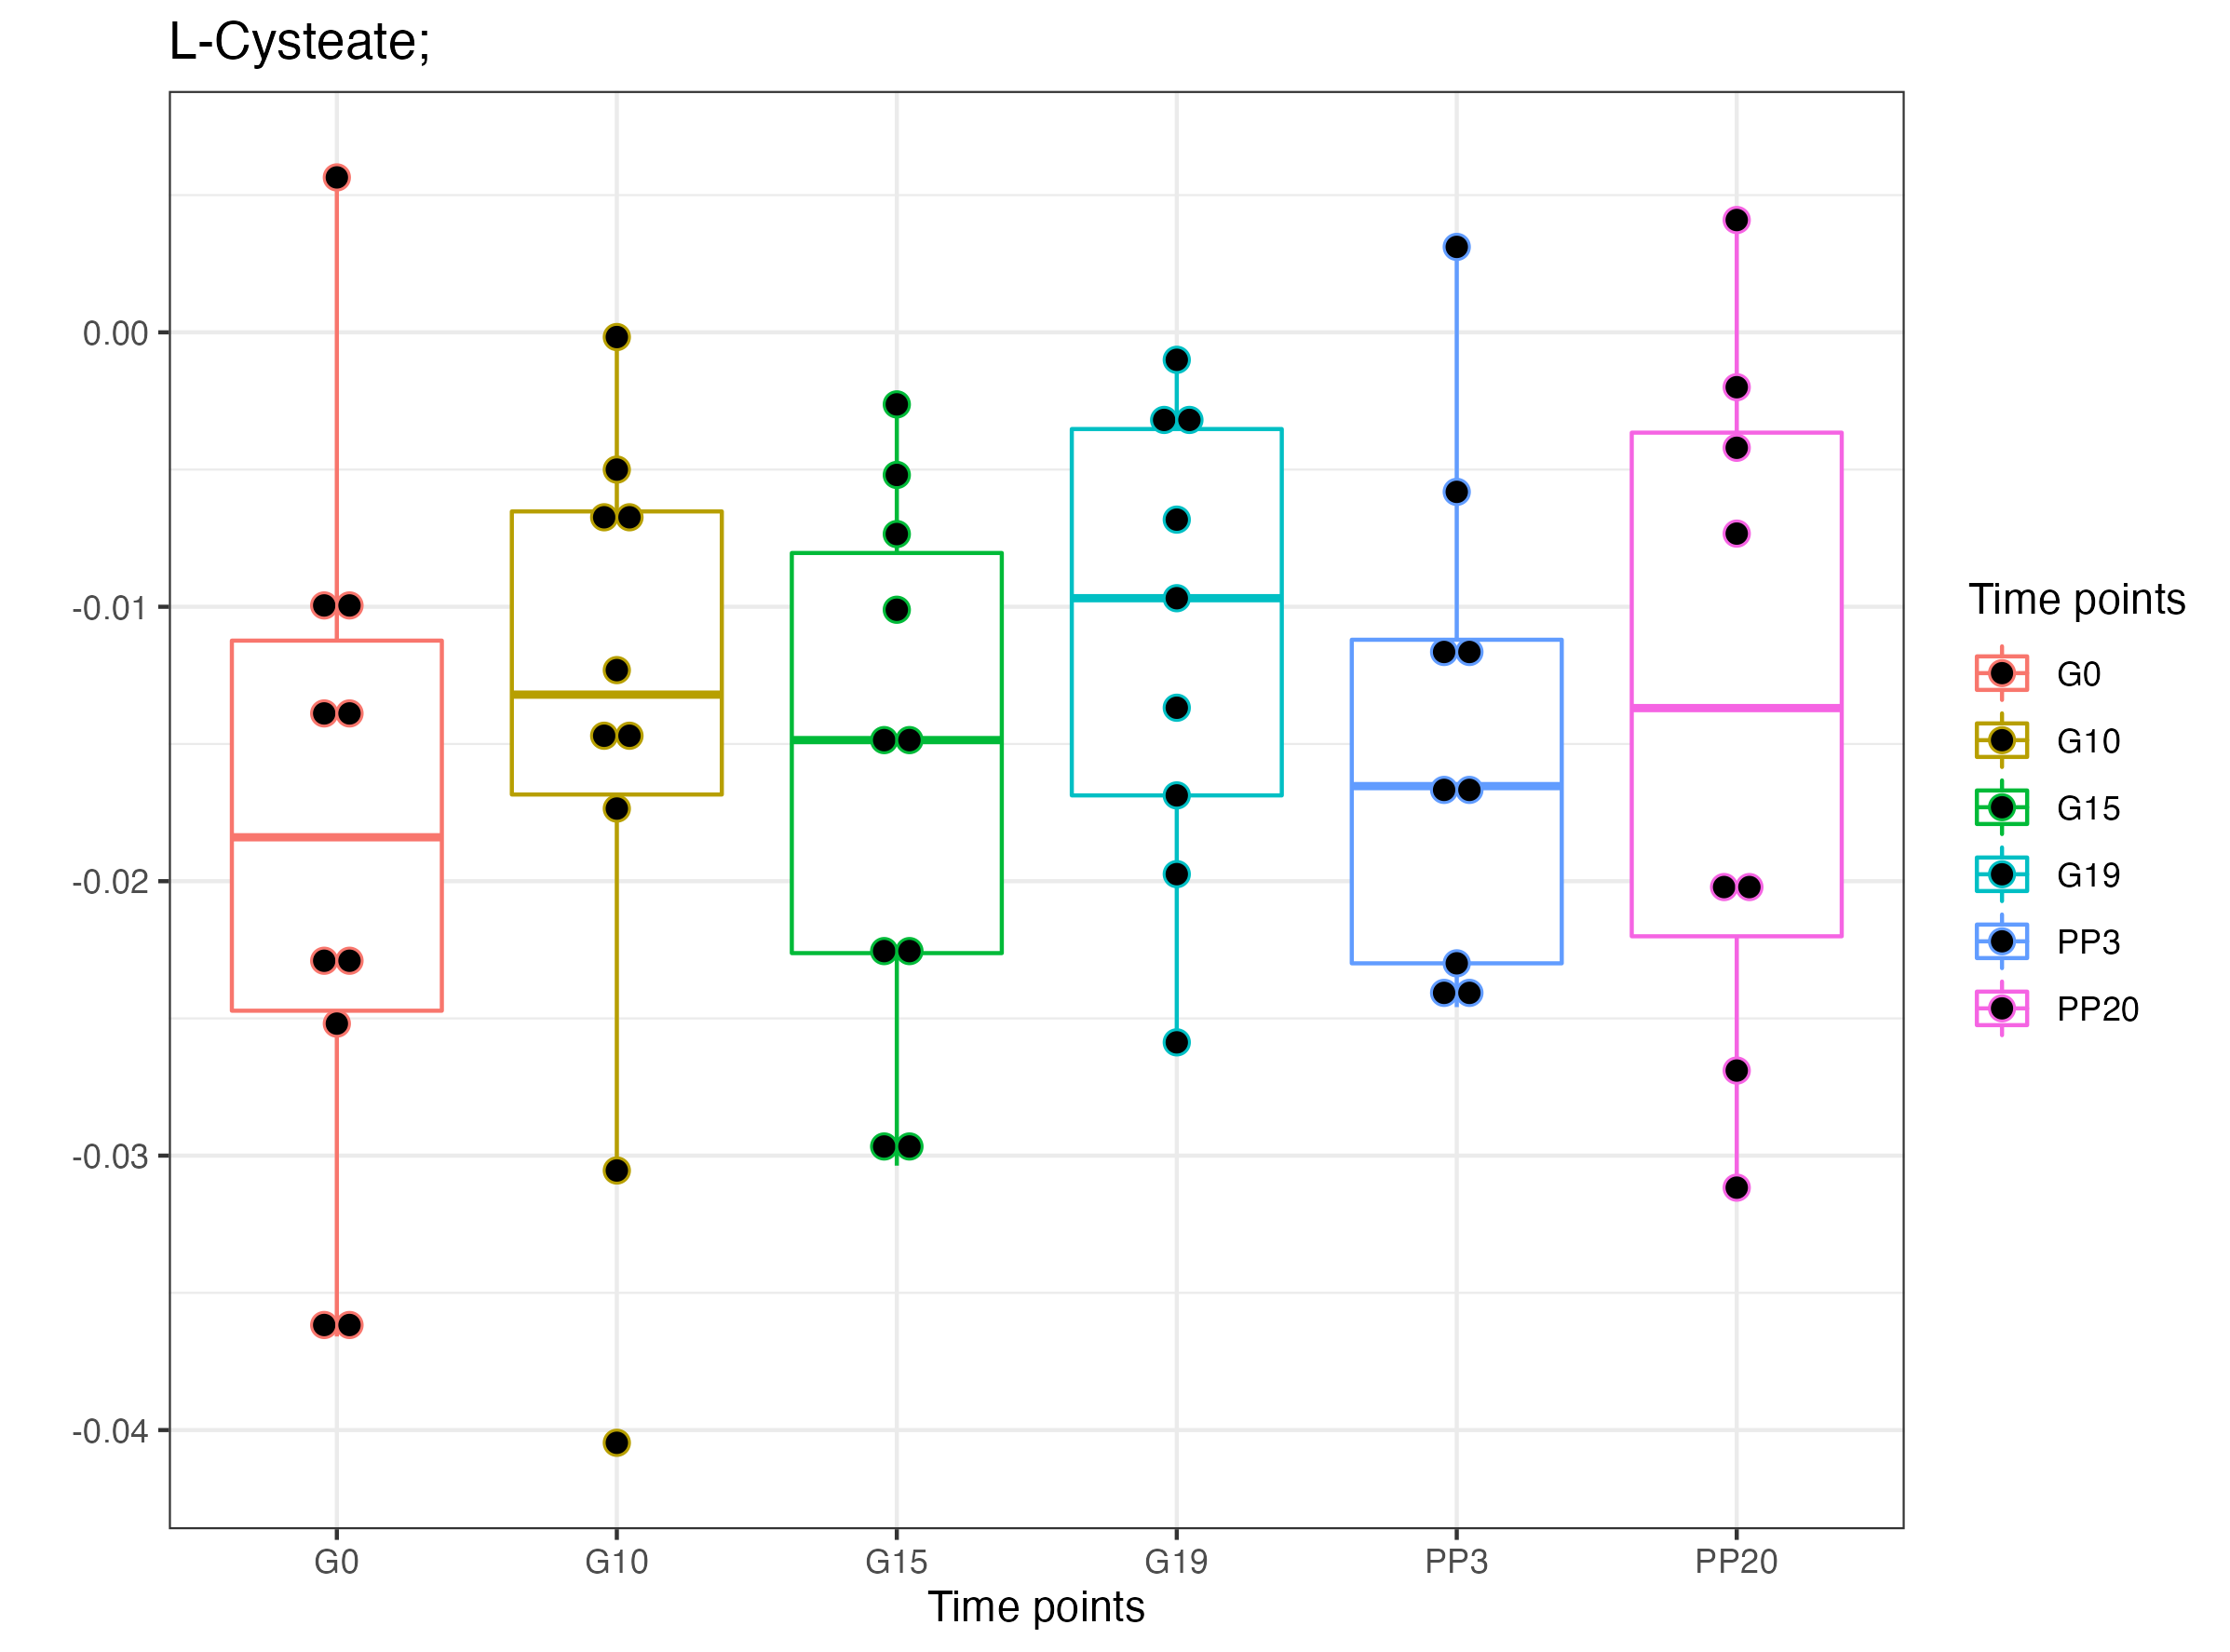 L-Cysteate;
0.00
-0.01
-0.02
-0.03
-0.04
G0 G10 G15 G19 PP3 PP20
Time points
Time points
G0
G10
G15
G19
PP3
PP20